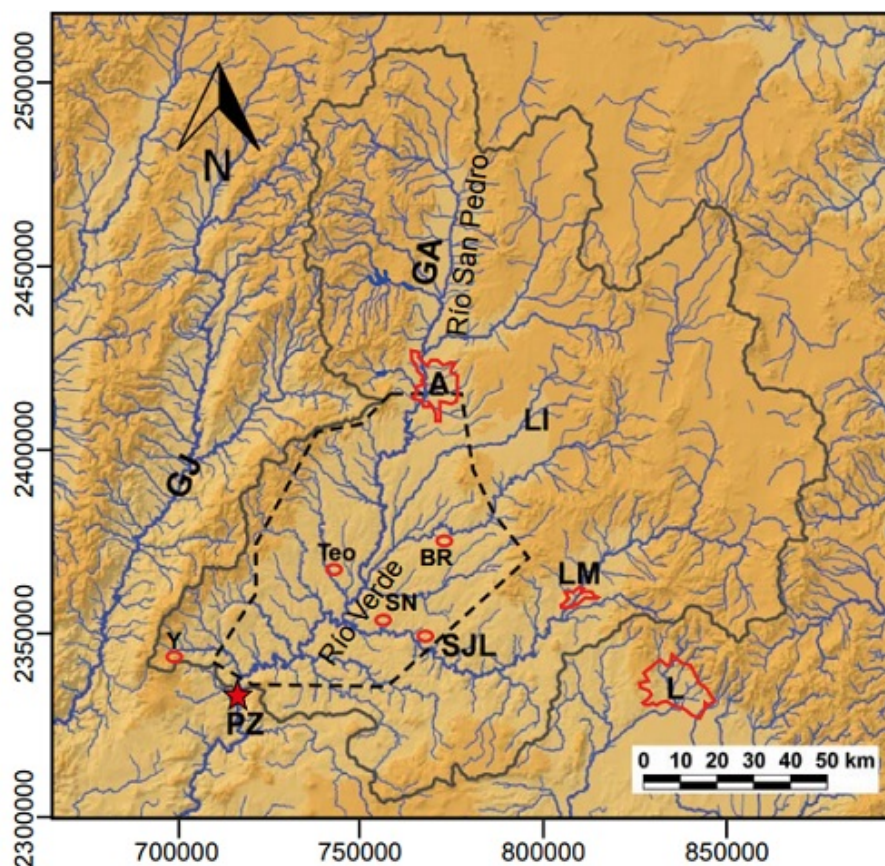 2500000
2450000
2400000
2350000
2300000
N
GA
Río San Pedro
A
LI
GJ
Teo
BR
Río Verde
SN
LM
Y
SJL
L
PZ
0 10 20 30 40 50 km
700000 750000 800000 850000